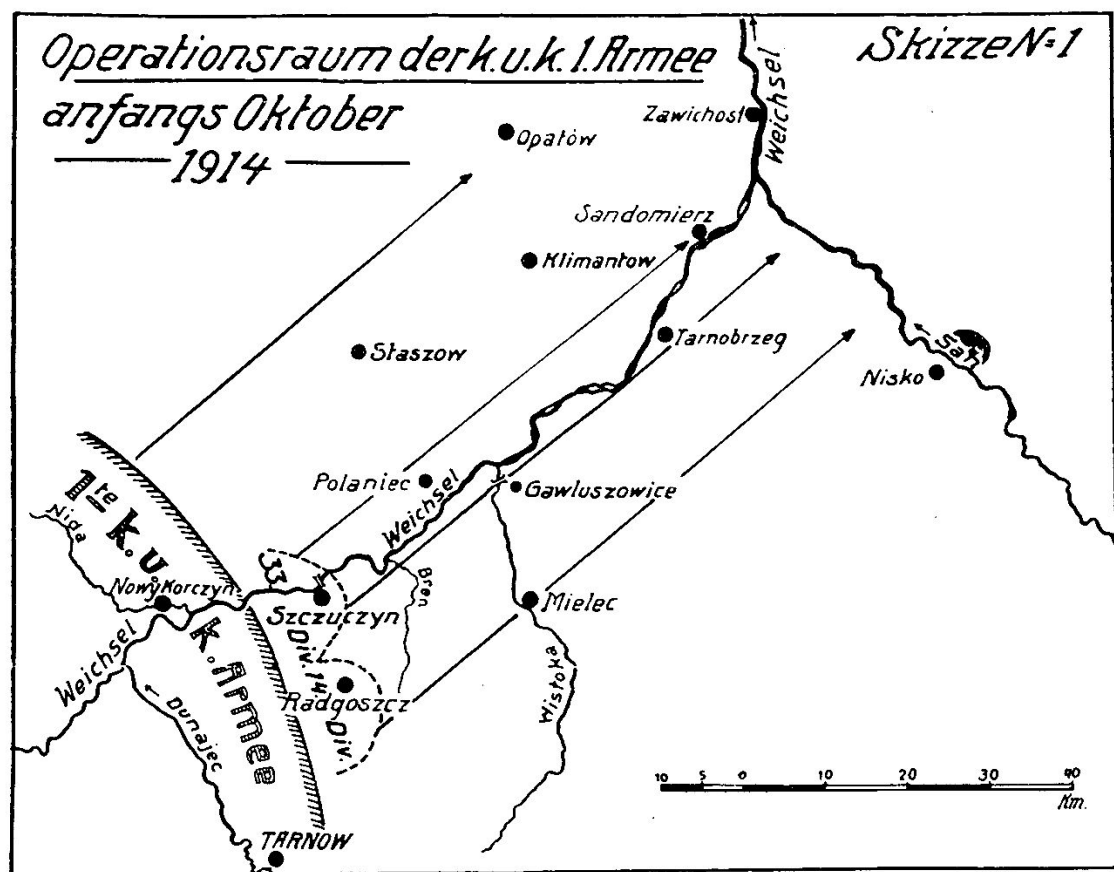 Operationsraum der k.u.k. 1. Armee
anfangs Oktober
1914
Skizze N=1
Weichsel
Zawichost
Opatów
Sandomierz
Klimantow
Tarnobrzeg
Staszow
San
Nisko
1te k.u.
k. Armee
Nida
Polaniec
Weichsel
Gawluszowice
33
Div.
Nowy Korczyn
Szczuczyn
Bren
Mielec
Weichsel
14
Div.
Radgoszcz
Wistoka
Dunajec
TARNOW
10 5 0 10 20 30 40
Km.